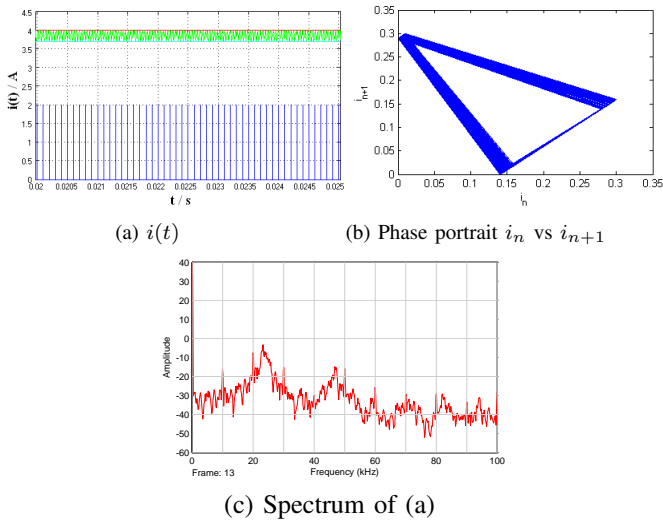 i(t) / A
5
4.5
4
3.5
3
2.5
2
1.5
1
0.5
0
0.02 0.0205 0.021 0.0215 0.022 0.0225 0.023 0.0235 0.024 0.0245 0.025
t / s
(a) i(t)
i_{n+1}
0.35
0.3
0.25
0.2
0.15
0.1
0.05
0
0 0.05 0.1 0.15 0.2 0.25 0.3 0.35
i_n
(b) Phase portrait i_n vs i_{n+1}
Amplitude
40
30
20
10
0
-10
-20
-30
-40
-50
-60
0 20 40 60 80 100
Frame: 13
Frequency (kHz)
(c) Spectrum of (a)